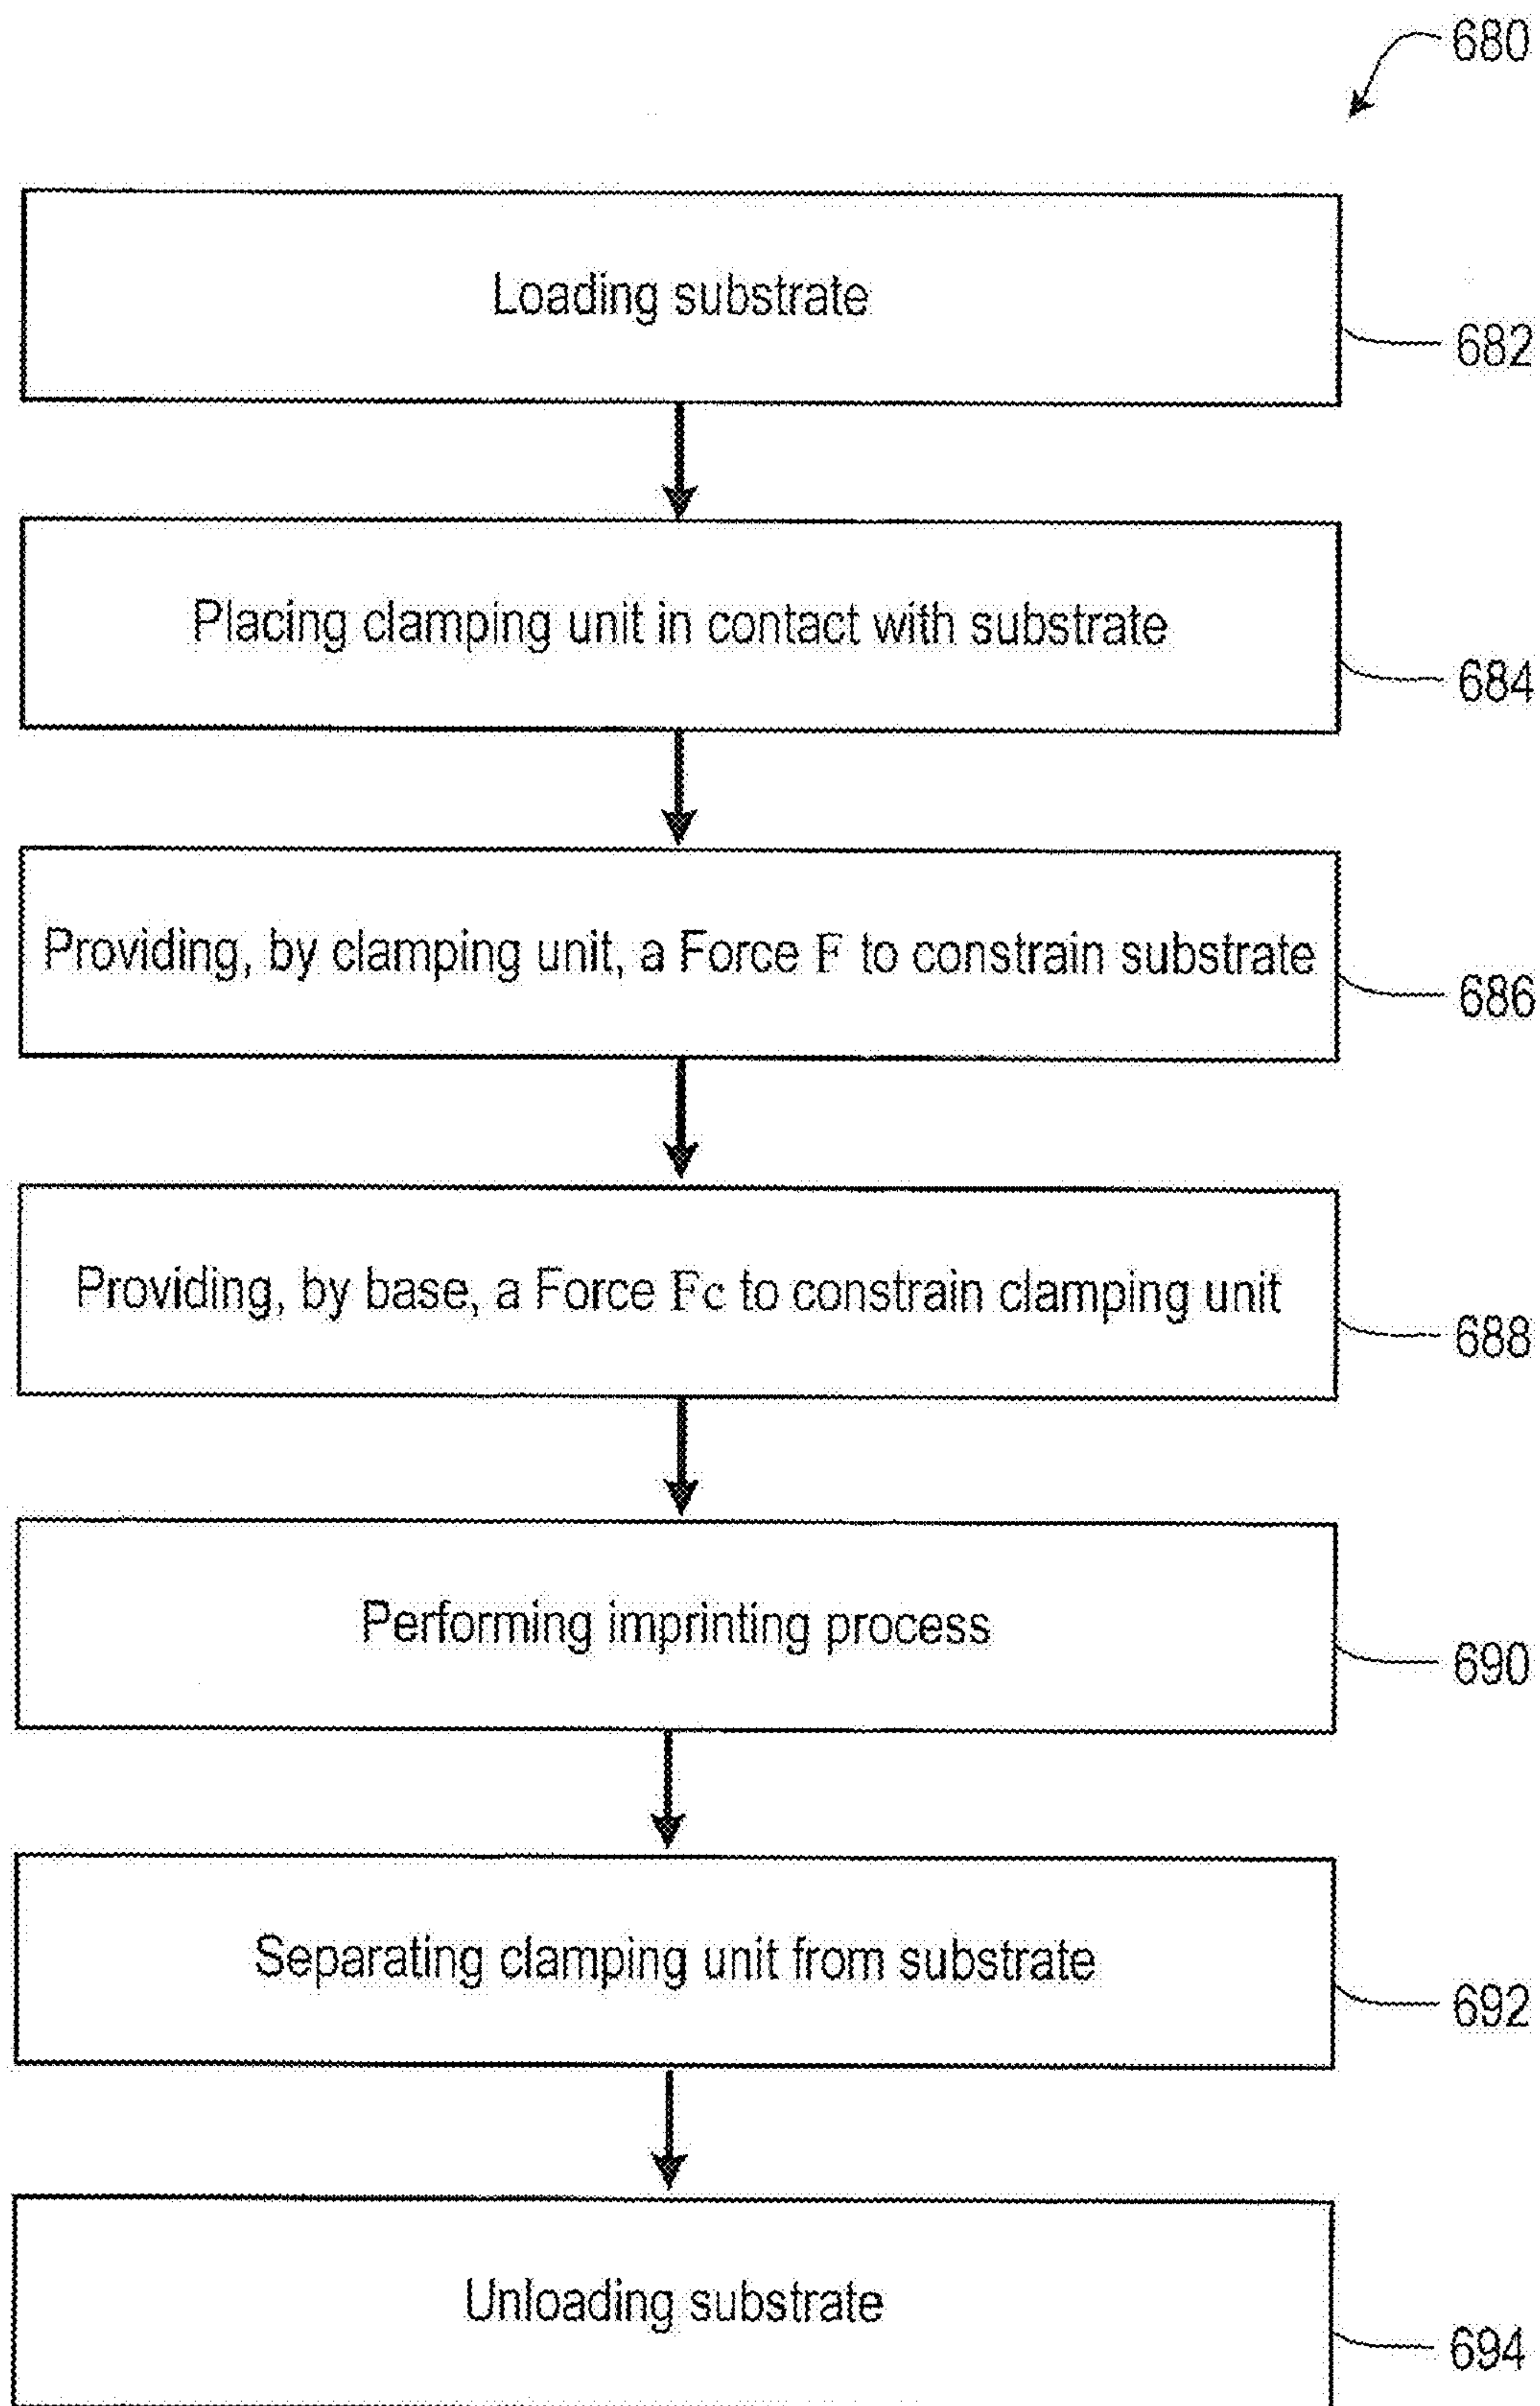 680
Loading substrate
682
Placing clamping unit in contact with substrate
684
Providing, by clamping unit, a Force F to constrain substrate
686
Providing, by base, a Force Fc to constrain clamping unit
688
Performing imprinting process
690
Separating clamping unit from substrate
692
Unloading substrate
694